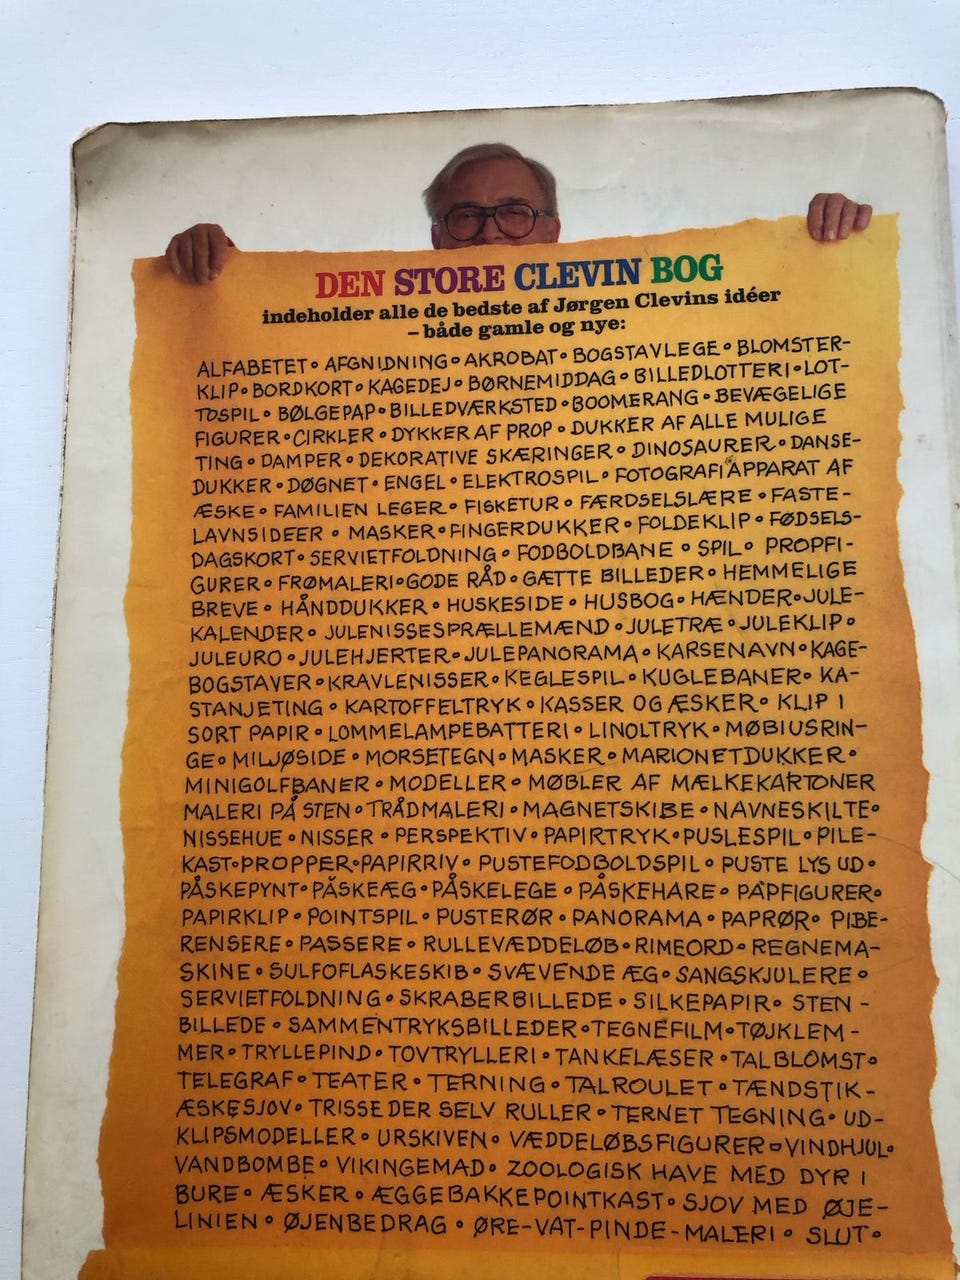 DEN STORE CLEVIN BOG
indeholder alle de bedste af Jørgen Clevins idéer
– både gamle og nye:
ALFABETET • AFGNIDNING • AKROBAT • BOGSTAVLEGE • BLOMSTER-
KLIP • BORDKORT • KAGEDEJ • BØRNEMIDDAG • BILLEDLOTTERI • LOT-
TOSPIL • BØLGEPAP • BILLEDVÆRKSTED • BOOMERANG • BEVÆGELIGE
FIGURER • CIRKLER • DYKKER AF PROP • DUKKER AF ALLE MULIGE
TING • DAMPER • DEKORATIVE SKÆRINGER • DINOSAURER • DANSE-
DUKKER • DØGNET • ENGEL • ELEKTROSPIL • FOTOGRAFIAPPARAT AF
ÆSKE • FAMILIEN LEGER • FISKETUR • FÆRDSELSLÆRE • FASTE-
LAVNSIDEER • MASKER • FINGERDUKKER • FOLDEKLIP • FØDSELS-
DAGSKORT • SERVIETFOLDNING • FODBOLDBANE • SPIL • PROPFI-
GURER • FRØMALERI • GODE RÅD • GÆTTE BILLEDER • HEMMELIGE
BREVE • HÅNDDUKKER • HUSKESIDE • HUSBOG • HÆNDER • JULE-
KALENDER • JULENISSESPRÆLLEMÆND • JULETRÆ • JULEKLIP •
JULEURO • JULEHJERTER • JULEPANORAMA • KARSENAVN • KAGE-
BOGSTAVER • KRAVLENISSER • KEGLESPIL • KUGLEBANER • KA-
STANJETING • KARTOFFELTRYK • KASSER OG ÆSKER • KLIP I
SORT PAPIR • LOMMELAMPEBATTERI • LINOLTRYK • MØBIUSRIN-
GE • MILJØSIDE • MORSETEGN • MASKER • MARIONETDUKKER •
MINIGOLFBANER • MODELLER • MØBLER AF MÆLKEKARTONER
MALERI PÅ STEN • TRÅDMALERI • MAGNETSKIBE • NAVNESKILTE •
NISSEHUE • NISSER • PERSPEKTIV • PAPIRTRYK • PUSLESPIL • PILE-
KAST • PROPPER • PAPIRRIV • PUSTEFODBOLDSPIL • PUSTE LYS UD •
PÅSKEPYNT • PÅSKEÆG • PÅSKELEGE • PÅSKEHARE • PAPFIGURER •
PAPIRKLIP • POINTSPIL • PUSTERØR • PANORAMA • PAPRØR • PIBE-
RENSERE • PASSERE • RULLEVÆDDELØB • RIMEORD • REGNEMA-
SKINE • SULFOFLASKESKIB • SVÆVENDE ÆG • SANGSKJULERE •
SERVIETFOLDNING • SKRABERBILLEDE • SILKEPAPIR • STEN-
BILLEDE • SAMMENTRYKSBILLEDER • TEGNEFILM • TØJKLEM-
MER • TRYLLEPIND • TOVTRYLLERI • TANKELÆSER • TALBLOMST •
TELEGRAF • TEATER • TERNING • TALROULET • TÆNDSTIK-
ÆSKESJOV • TRISSE DER SELV RULLER • TERNET TEGNING • UD-
KLIPSMODELLER • URSKIVEN • VÆDDELØBSFIGURER • VINDHJUL •
VANDBOMBE • VIKINGEMAD • ZOOLOGISK HAVE MED DYR I
BURE • ÆSKER • ÆGGEBAKKEPOINTKAST • SJOV MED ØJE-
LINIEN • ØJENBEDRAG • ØRE-VAT-PINDE-MALERI • SLUT •